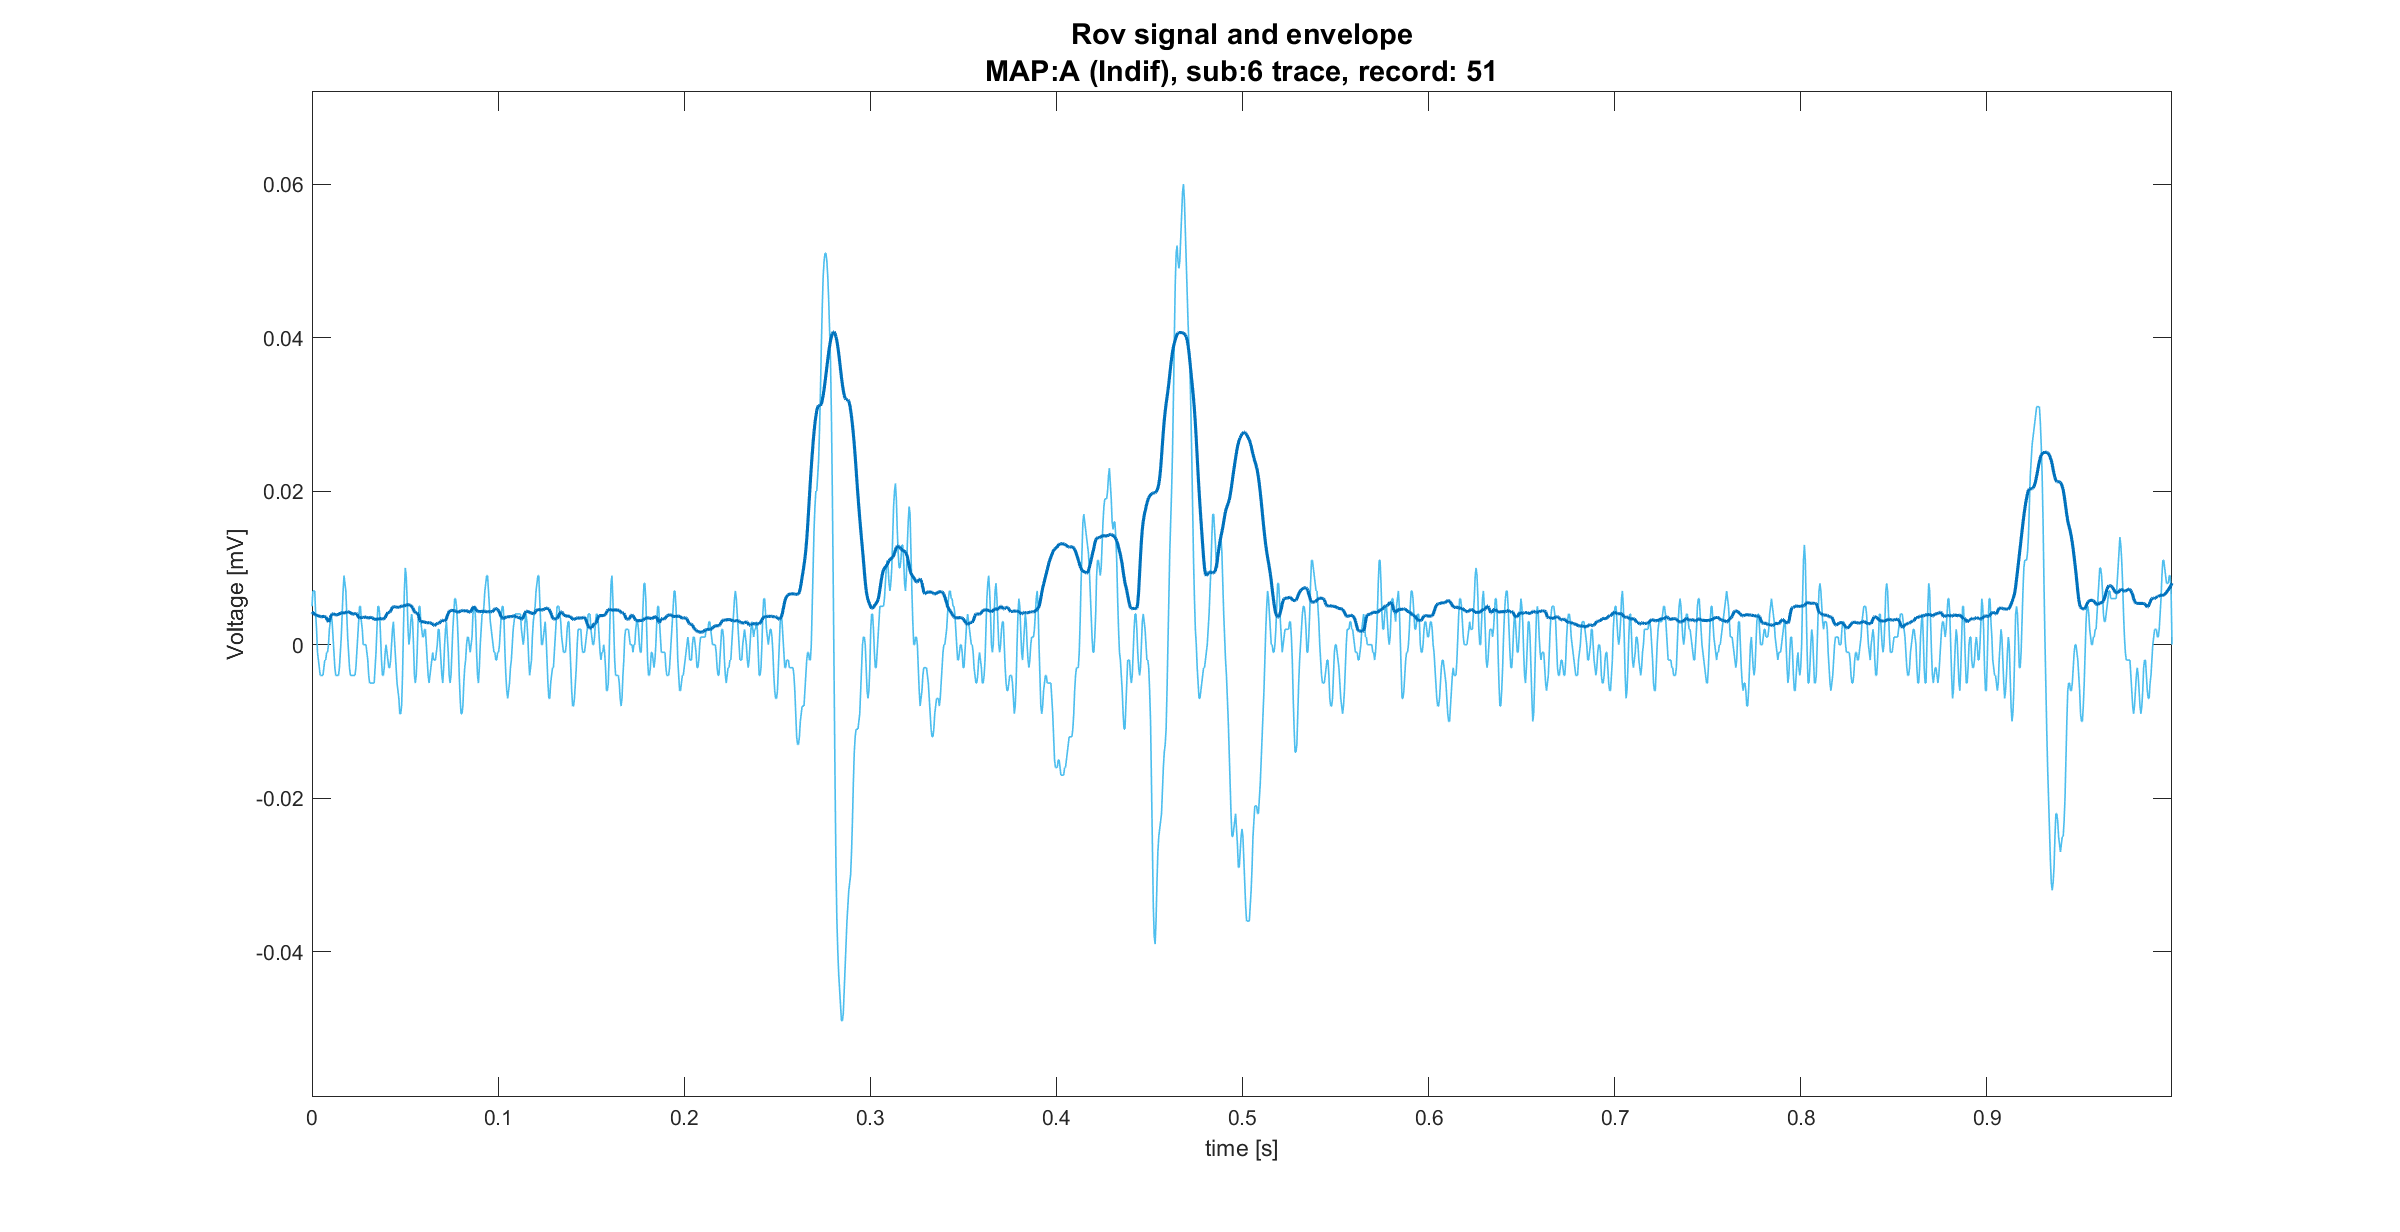 Rov signal and envelope
MAP:A (Indif), sub:6 trace, record: 51
Voltage [mV]
0.06
0.04
0.02
0
-0.02
-0.04
0 0.1 0.2 0.3 0.4 0.5 0.6 0.7 0.8 0.9
time [s]